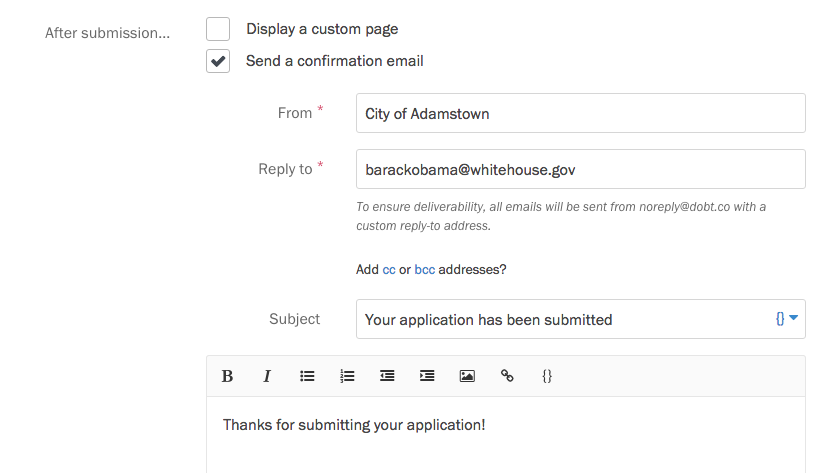 After submission...
Display a custom page
Send a confirmation email
From *
City of Adamstown
Reply to *
barackobama@whitehouse.gov
To ensure deliverability, all emails will be sent from noreply@dobt.co with a
custom reply-to address.
Add cc or bcc addresses?
Subject
Your application has been submitted
{}
B I {}
Thanks for submitting your application!